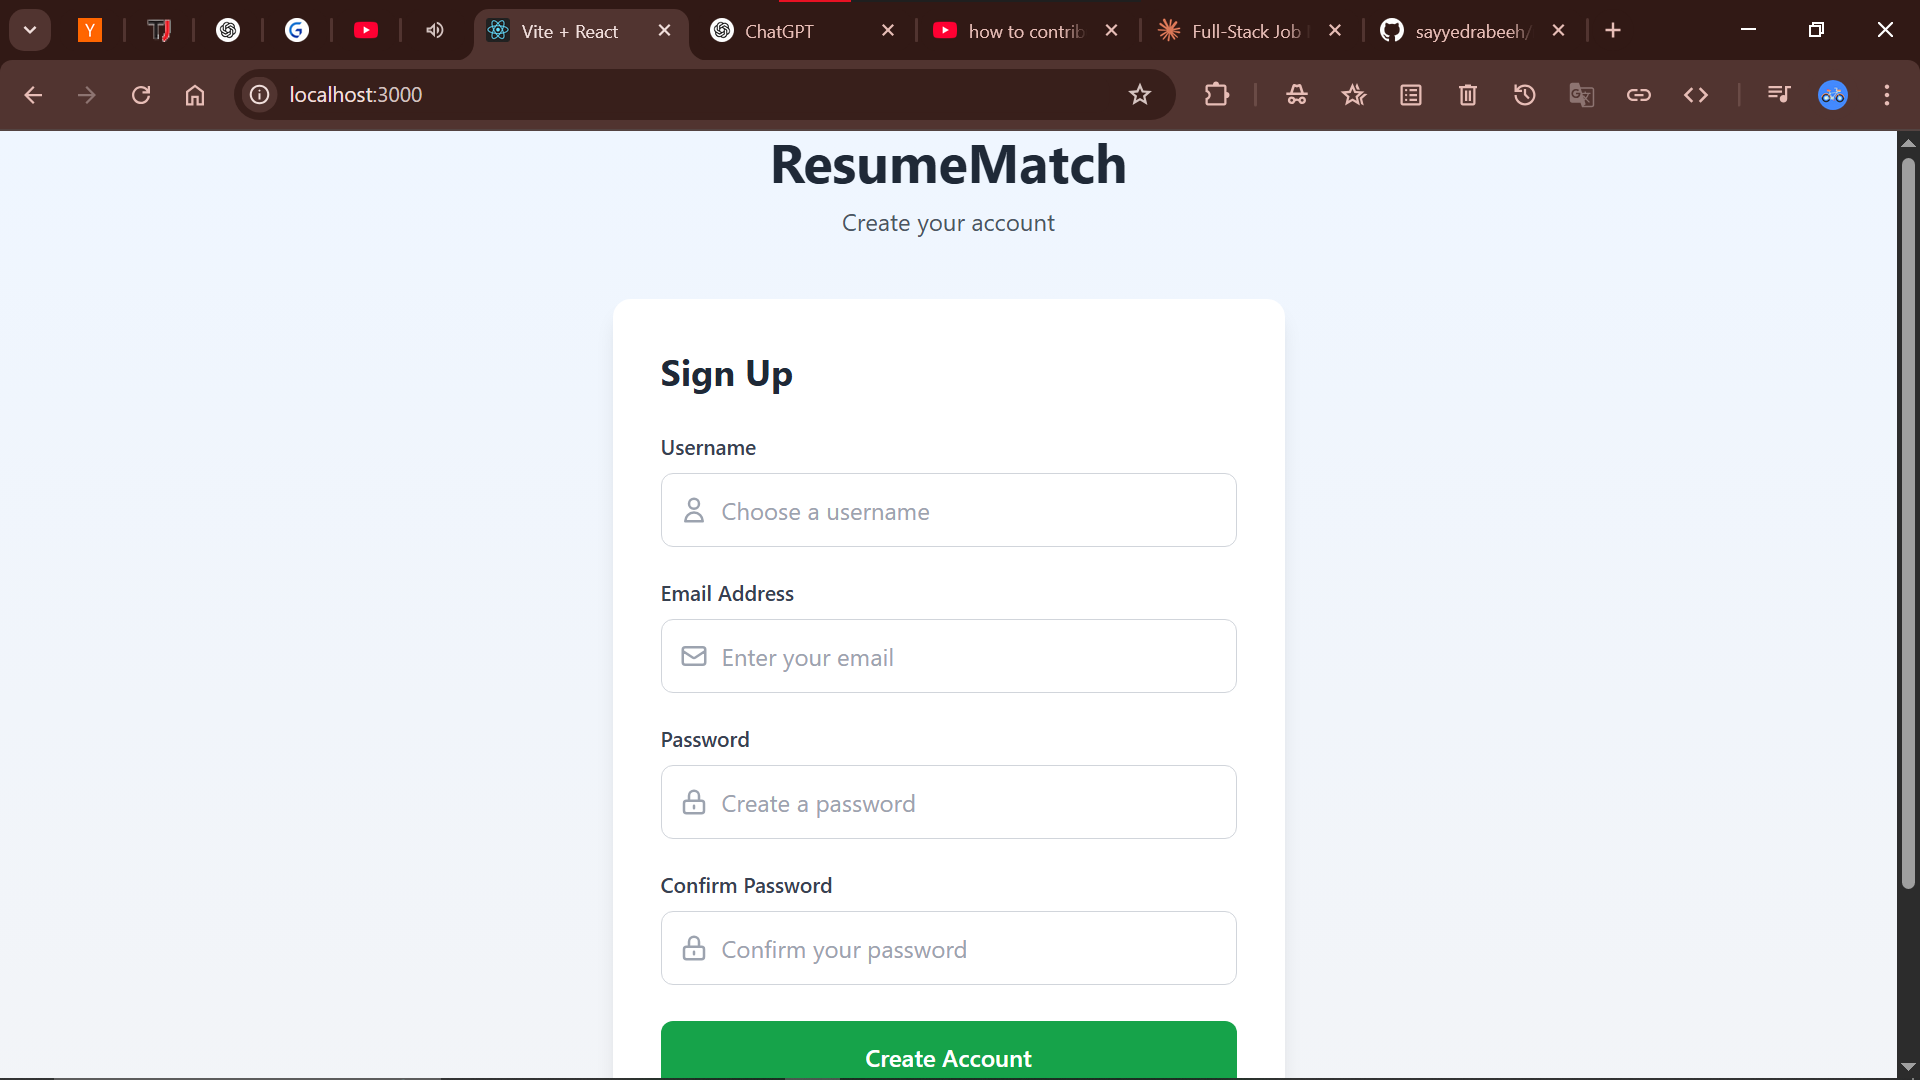 Vite + React
ChatGPT
how to contrib
Full-Stack Job
sayyedrabeeh/
localhost:3000
ResumeMatch
Create your account
Sign Up
Username
Choose a username
Email Address
Enter your email
Password
Create a password
Confirm Password
Confirm your password
Create Account